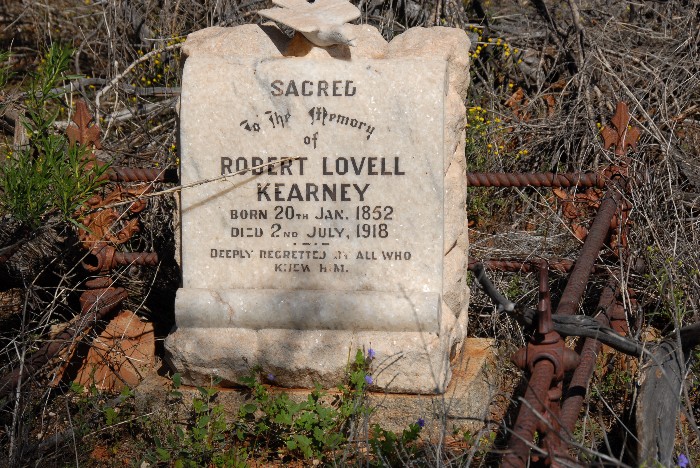 SACRED
To The Memory
of
ROBERT LOVELL
KEARNEY
BORN 20TH JAN. 1852
DIED 2ND JULY, 1918
DEEPLY REGRETTED BY ALL WHO
KNEW HIM.